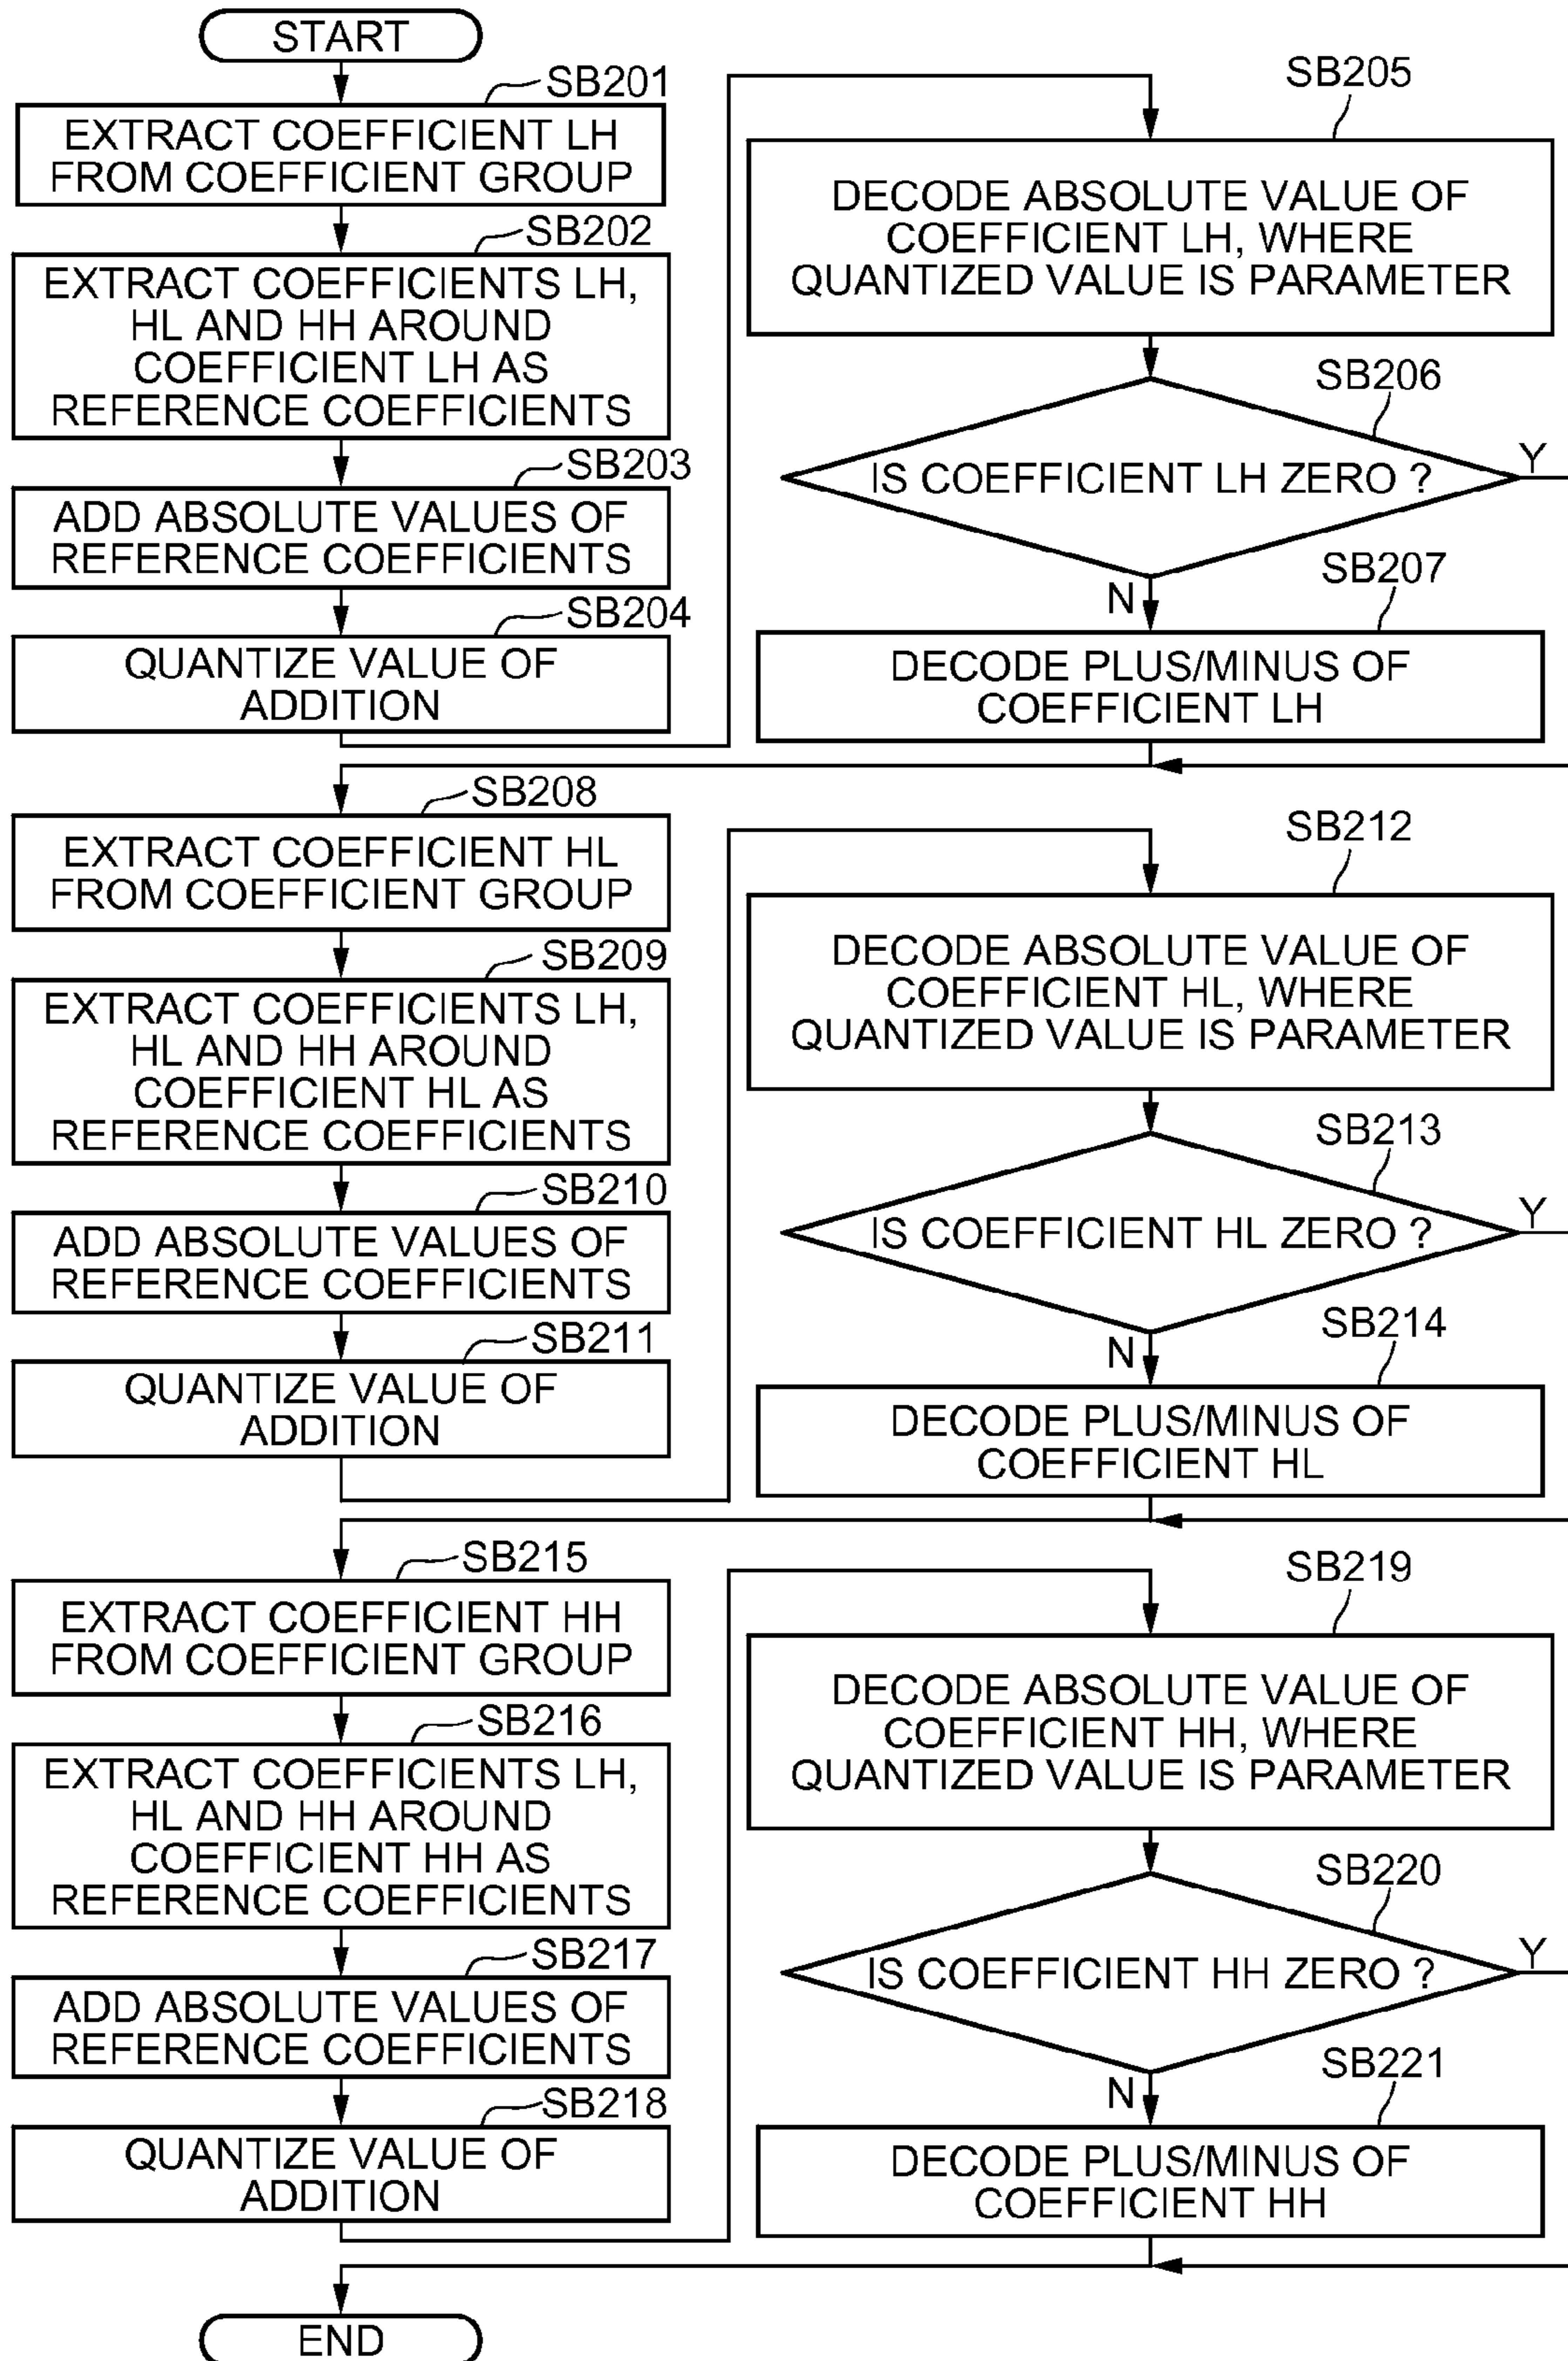 START
SB201
EXTRACT COEFFICIENT LH
FROM COEFFICIENT GROUP
SB202
EXTRACT COEFFICIENTS LH,
HL AND HH AROUND
COEFFICIENT LH AS
REFERENCE COEFFICIENTS
SB203
ADD ABSOLUTE VALUES OF
REFERENCE COEFFICIENTS
SB204
QUANTIZE VALUE OF
ADDITION
SB205
DECODE ABSOLUTE VALUE OF
COEFFICIENT LH, WHERE
QUANTIZED VALUE IS PARAMETER
SB206
IS COEFFICIENT LH ZERO ?
Y
N
SB207
DECODE PLUS/MINUS OF
COEFFICIENT LH
SB208
EXTRACT COEFFICIENT HL
FROM COEFFICIENT GROUP
SB209
EXTRACT COEFFICIENTS LH,
HL AND HH AROUND
COEFFICIENT HL AS
REFERENCE COEFFICIENTS
SB210
ADD ABSOLUTE VALUES OF
REFERENCE COEFFICIENTS
SB211
QUANTIZE VALUE OF
ADDITION
SB212
DECODE ABSOLUTE VALUE OF
COEFFICIENT HL, WHERE
QUANTIZED VALUE IS PARAMETER
SB213
IS COEFFICIENT HL ZERO ?
Y
N
SB214
DECODE PLUS/MINUS OF
COEFFICIENT HL
SB215
EXTRACT COEFFICIENT HH
FROM COEFFICIENT GROUP
SB216
EXTRACT COEFFICIENTS LH,
HL AND HH AROUND
COEFFICIENT HH AS
REFERENCE COEFFICIENTS
SB217
ADD ABSOLUTE VALUES OF
REFERENCE COEFFICIENTS
SB218
QUANTIZE VALUE OF
ADDITION
SB219
DECODE ABSOLUTE VALUE OF
COEFFICIENT HH, WHERE
QUANTIZED VALUE IS PARAMETER
SB220
IS COEFFICIENT HH ZERO ?
Y
N
SB221
DECODE PLUS/MINUS OF
COEFFICIENT HH
END